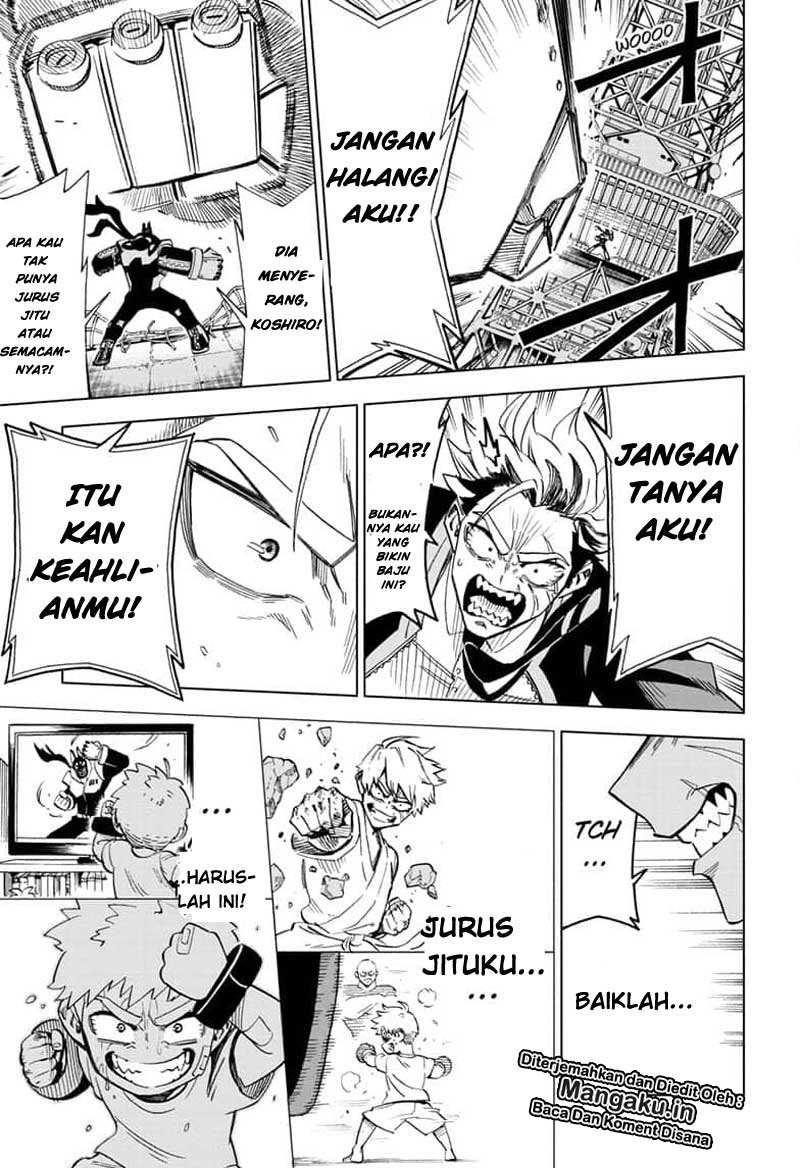 WOOOO
オ
オ
JANGAN
HALANGI
AKU!!
DIA
MENYE-
RANG,
KOSHIRO!
APA KAU
TAK
PUNYA
JURUS
JITU
ATAU
SEMACAM-
NYA?!
JANGAN
TANYA
AKU!
APA?!
BUKAN-
NYA KAU
YANG
BIKIN
BAJU INI?
ITU
KAN
KEAHLI-
ANMU!
TCH
...
BAIKLAH...
JURUS
JITUKU...
...
...
...HARUS-
LAH INI!
Diterjemahkan dan Diedit Oleh :
Mangaku.in
Baca Dan Koment Disana